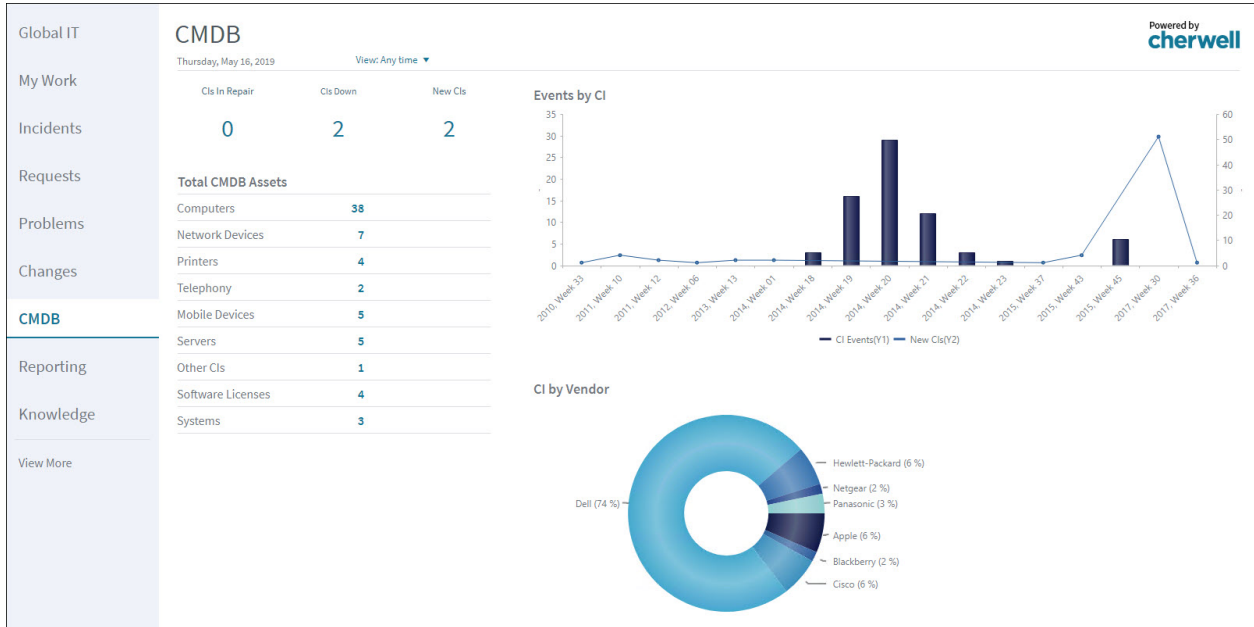 Global IT
My Work
Incidents
Requests
Problems
Changes
CMDB
Reporting
Knowledge
View More
CMDB
Thursday, May 16, 2019 View: Any time
Powered by
cherwell
CIs In Repair CIs Down New CIs
0 2 2
Total CMDB Assets
Computers 38
Network Devices 7
Printers 4
Telephony 2
Mobile Devices 5
Servers 5
Other CIs 1
Software Licenses 4
Systems 3
Events by CI
35 60
30 50
25 40
20 30
15 20
10 10
5 0
0
2010, Week 33
2011, Week 10
2011, Week 12
2012, Week 06
2013, Week 13
2014, Week 01
2014, Week 18
2014, Week 19
2014, Week 20
2014, Week 21
2014, Week 22
2014, Week 23
2015, Week 37
2015, Week 43
2015, Week 45
2017, Week 30
2017, Week 36
CI Events(Y1) New CIs(Y2)
CI by Vendor
Hewlett-Packard (6 %)
Netgear (2 %)
Dell (74 %)
Panasonic (3 %)
Apple (6 %)
Blackberry (2 %)
Cisco (6 %)